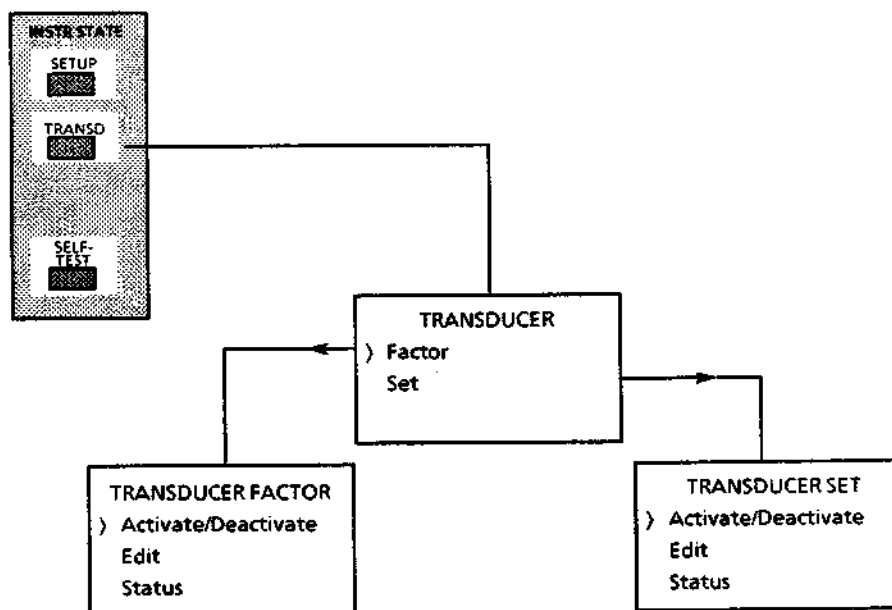 INSTR STATE
SETUP
TRANSD
SELF-
TEST
TRANSDUCER
〉 Factor
Set
TRANSDUCER FACTOR
〉 Activate/Deactivate
Edit
Status
TRANSDUCER SET
〉 Activate/Deactivate
Edit
Status